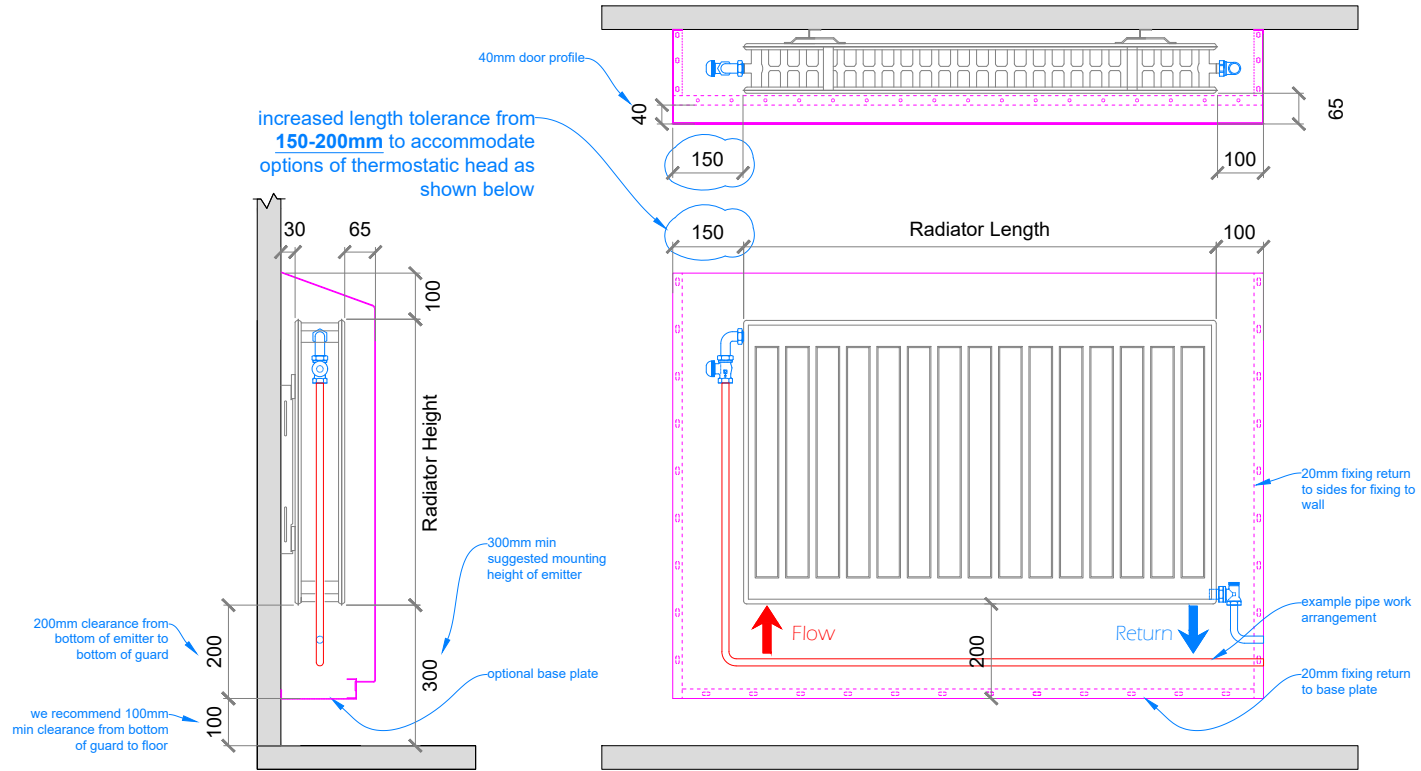 40mm door profile
40
65
increased length tolerance from
150-200mm to accommodate
options of thermostatic head as
shown below
150
100
30
65
150
Radiator Length
100
100
Radiator Height
20mm fixing return
to sides for fixing to
wall
300mm min
suggested mounting
height of emitter
200mm clearance from
bottom of emitter to
bottom of guard
200
300
optional base plate
we recommend 100mm
min clearance from bottom
of guard to floor
100
Flow
Return
200
example pipe work
arrangement
20mm fixing return
to base plate